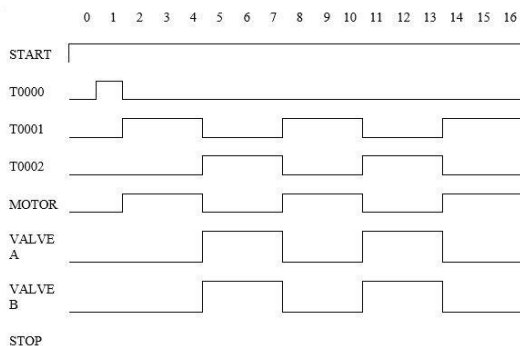 0 1 2 3 4 5 6 7 8 9 10 11 12 13 14 15 16
START
T0000
T0001
T0002
MOTOR
VALVE
A
VALVE
B
STOP